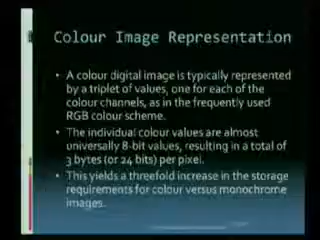 Colour Image Representation
• A colour digital image is typically represented
by a triplet of values, one for each of the
colour channels, as in the frequently used
RGB colour scheme.
• The individual colour values are almost
universally 8-bit values, resulting in a total of
3 bytes (or 24 bits) per pixel.
• This yields a threefold increase in the storage
requirements for colour versus monochrome
images.